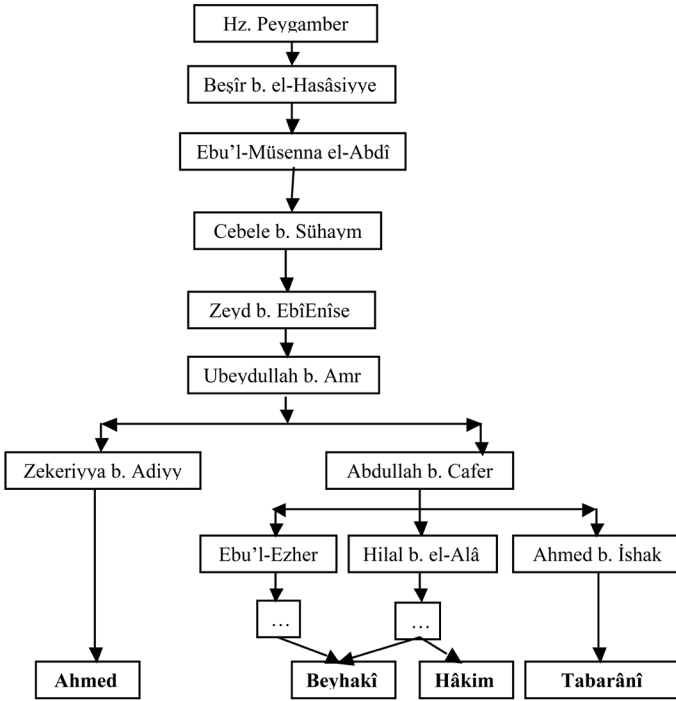 Hz. Peygamber
Beşîr b. el-Hasâsiyye
Ebu’l-Müsenna el-Abdî
Cebele b. Sühaym
Zeyd b. EbîEnîse
Ubeydullah b. Amr
Zekeriyya b. Adiyy
Abdullah b. Cafer
Ebu’l-Ezher
Hilal b. el-Alâ
Ahmed b. İshak
…
…
Ahmed
Beyhakî
Hâkim
Tabarânî